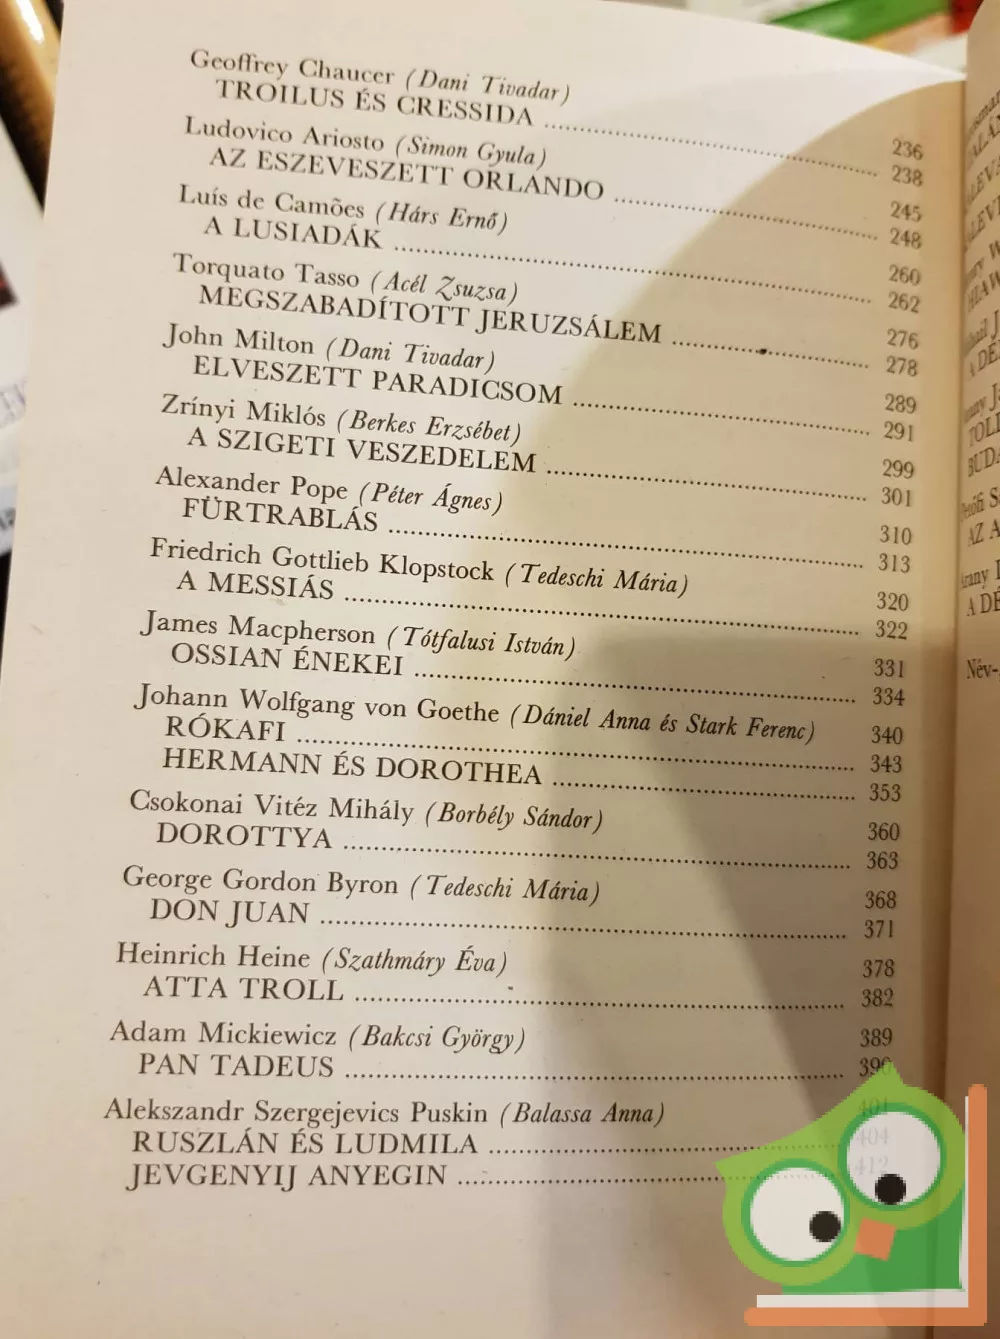 Geoffrey Chaucer (Dani Tivadar) 236
TROILUS ÉS CRESSIDA 238
Ludovico Ariosto (Simon Gyula) 245
AZ ESZEVESZETT ORLANDO 248
Luís de Camões (Hárs Ernő) 260
A LUSIADÁK 262
Torquato Tasso (Acél Zsuzsa) 276
MEGSZABADÍTOTT JERUZSÁLEM 278
John Milton (Dani Tivadar) 289
ELVESZETT PARADICSOM 291
Zrínyi Miklós (Berkes Erzsébet) 299
A SZIGETI VESZEDELEM 301
Alexander Pope (Péter Ágnes) 310
FÜRTRABLÁS 313
Friedrich Gottlieb Klopstock (Tedeschi Mária) 320
A MESSIÁS 322
James Macpherson (Tótfalusi István) 331
OSSIAN ÉNEKEI 334
Johann Wolfgang von Goethe (Dániel Anna és Stark Ferenc) 340
RÓKAFI 343
HERMANN ÉS DOROTHEA 353
Csokonai Vitéz Mihály (Borbély Sándor) 360
DOROTTYA 363
George Gordon Byron (Tedeschi Mária) 368
DON JUAN 371
Heinrich Heine (Szathmáry Éva) 378
ATTA TROLL 382
Adam Mickiewicz (Bakcsi György) 389
PAN TADEUS 390
Alekszandr Szergejevics Puskin (Balassa Anna) 401
RUSZLÁN ÉS LUDMILA 404
JEVGENYIJ ANYEGIN 412